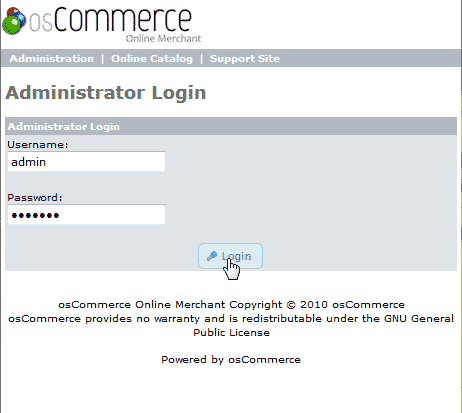 osCommerce
Online Merchant
Administration | Online Catalog | Support Site
Administrator Login
Administrator Login
Username:
admin
Password:
•••••••
Login
osCommerce Online Merchant Copyright © 2010 osCommerce
osCommerce provides no warranty and is redistributable under the GNU General
Public License
Powered by osCommerce